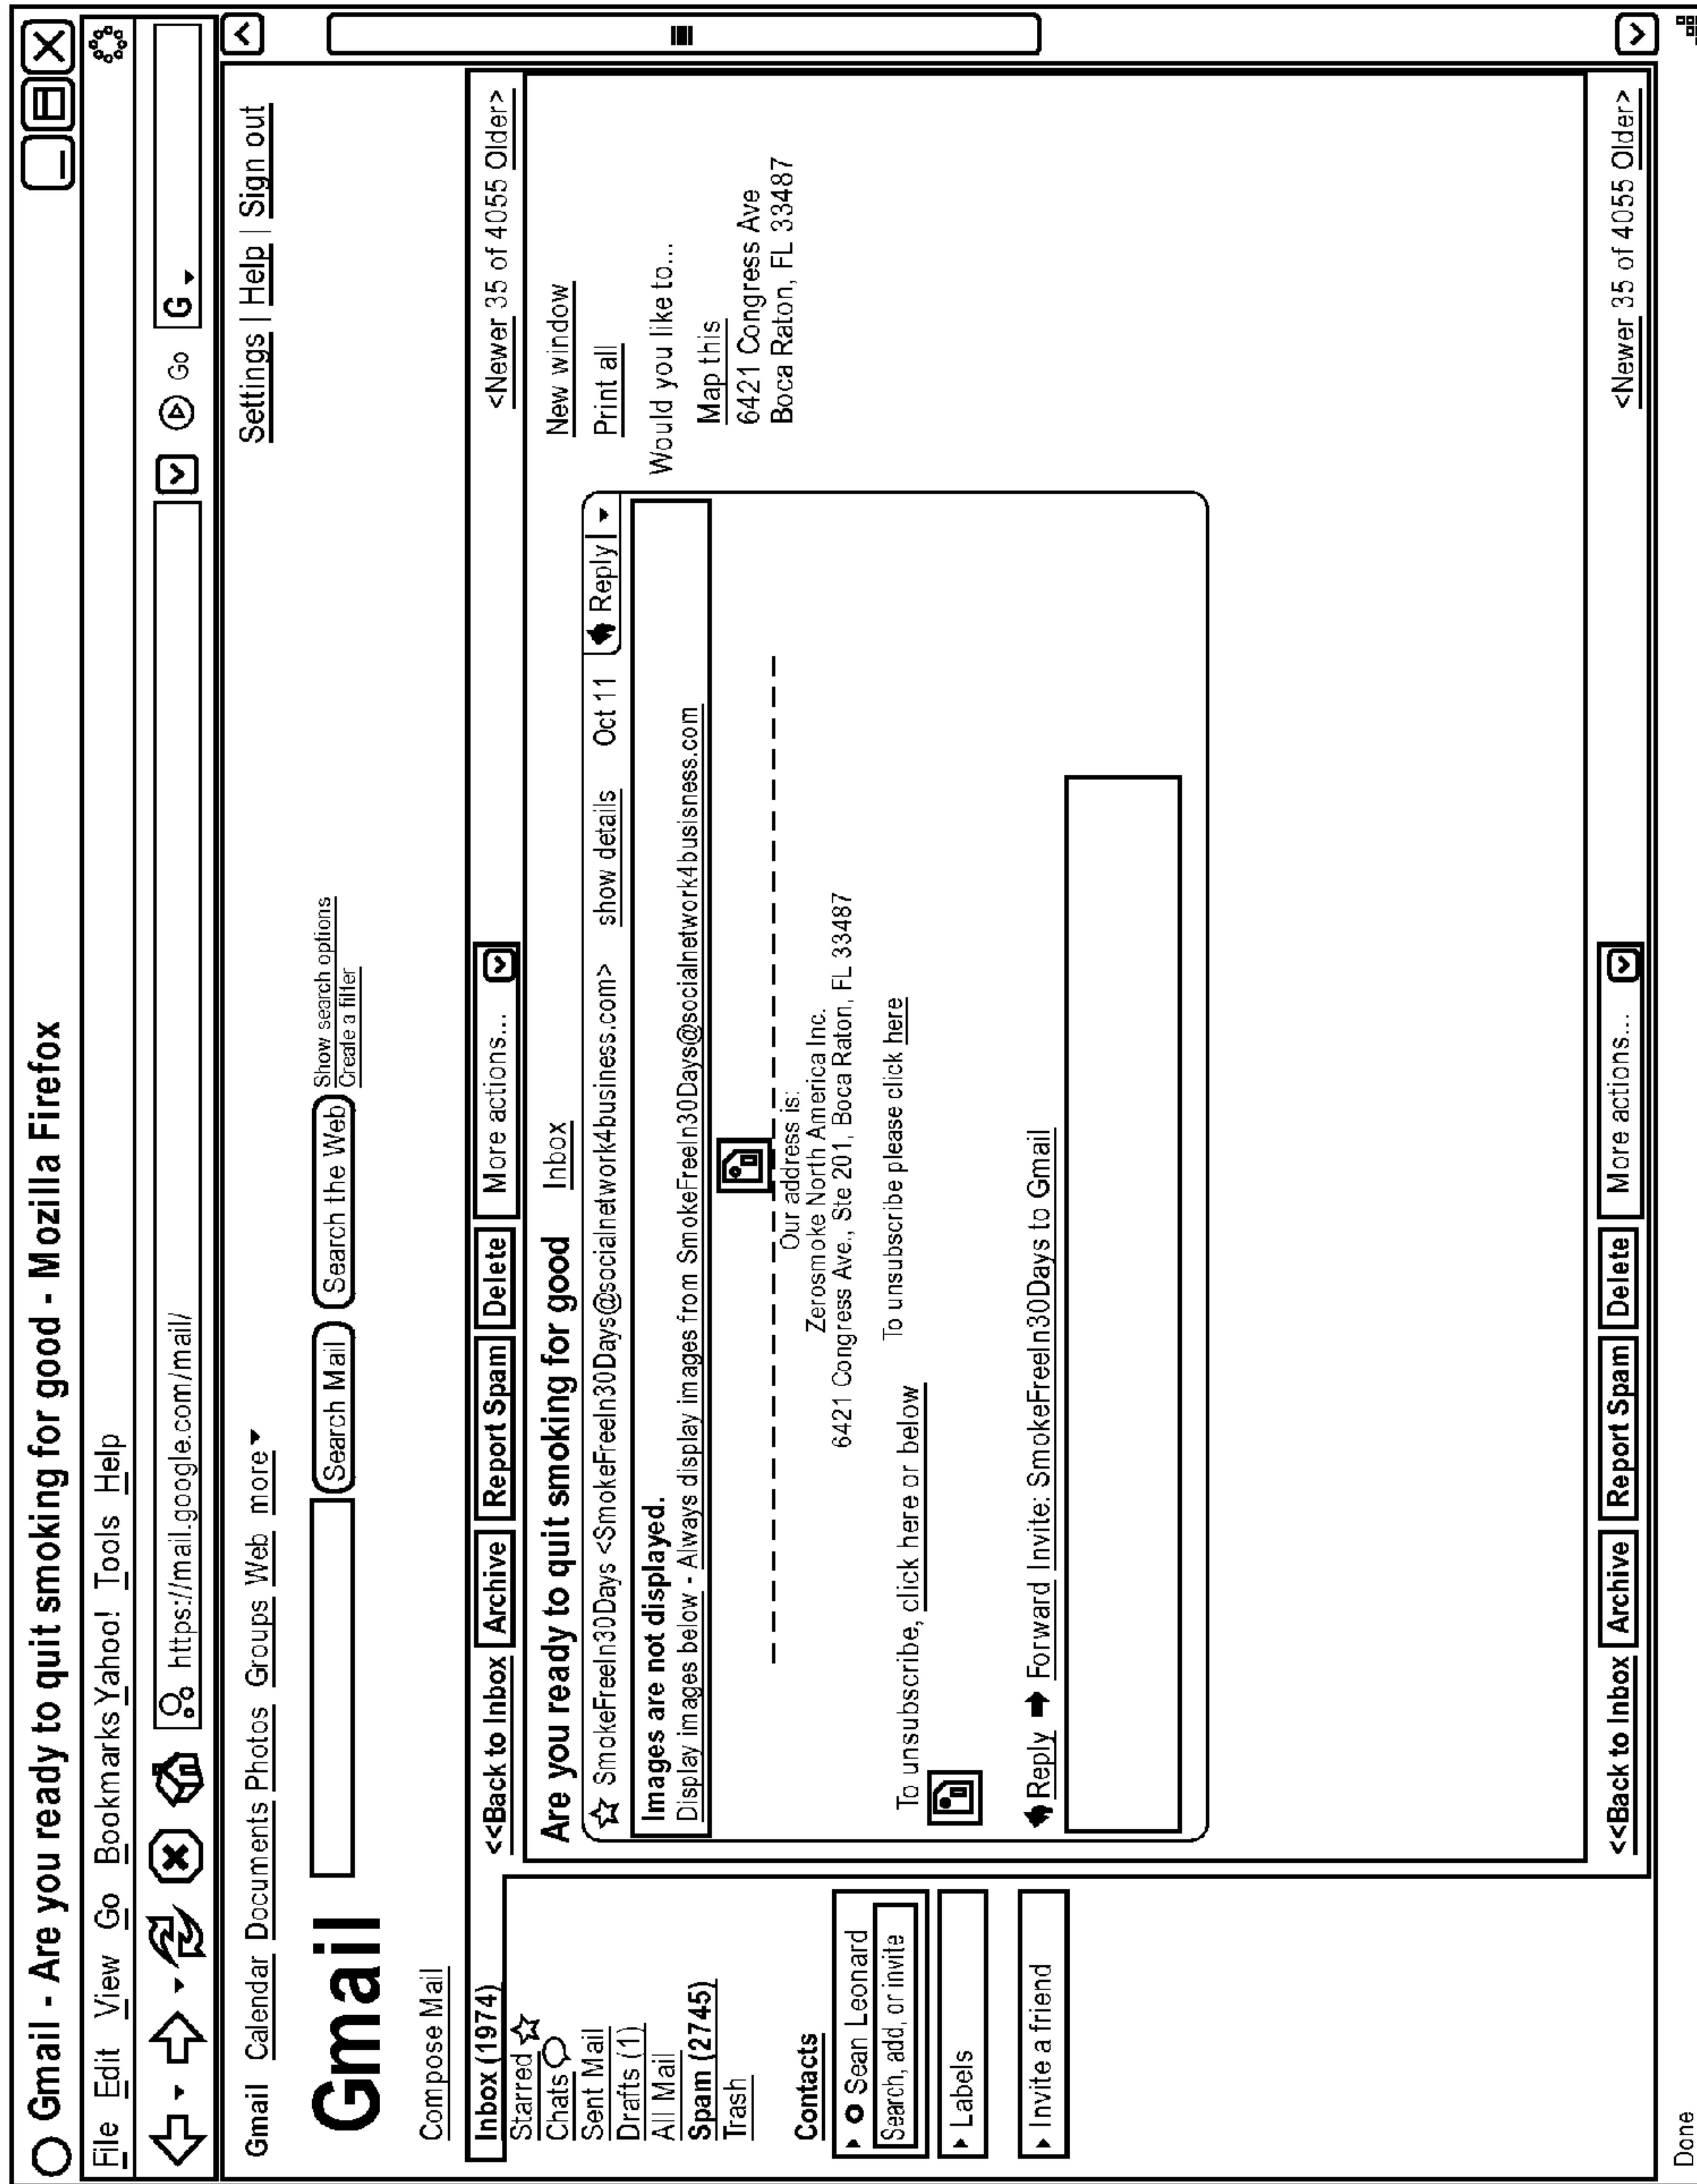 Gmail - Are you ready to quit smoking for good - Mozilla Firefox
File Edit View Go Bookmarks Yahoo! Tools Help
https://mail.google.com/mail/ Go G
Gmail Calendar Documents Photos Groups Web more Settings | Help | Sign out
Gmail Search Mail Search the Web Show search options
Create a filter
Compose Mail
Inbox (1974)
Starred
Chats
Sent Mail
Drafts (1)
All Mail
Spam (2745)
Trash
Contacts
Sean Leonard
Search, add, or invite
Labels
Invite a friend
<<Back to Inbox Archive Report Spam Delete More actions... <Newer 35 of 4055 Older>
Are you ready to quit smoking for good Inbox
SmokeFreeIn30Days <SmokeFreeIn30Days@socialnetwork4business.com> show details Oct 11 Reply
Images are not displayed.
Display images below - Always display images from SmokeFreeIn30Days@socialnetwork4busisness.com
Our address is:
Zerosmoke North America Inc.
6421 Congress Ave., Ste 201, Boca Raton, FL 33487
To unsubscribe please click here
To unsubscribe, click here or below
Reply Forward Invite: SmokeFreeIn30Days to Gmail
New window
Print all
Would you like to...
Map this
6421 Congress Ave
Boca Raton, FL 33487
<<Back to Inbox Archive Report Spam Delete More actions... <Newer 35 of 4055 Older>
Done